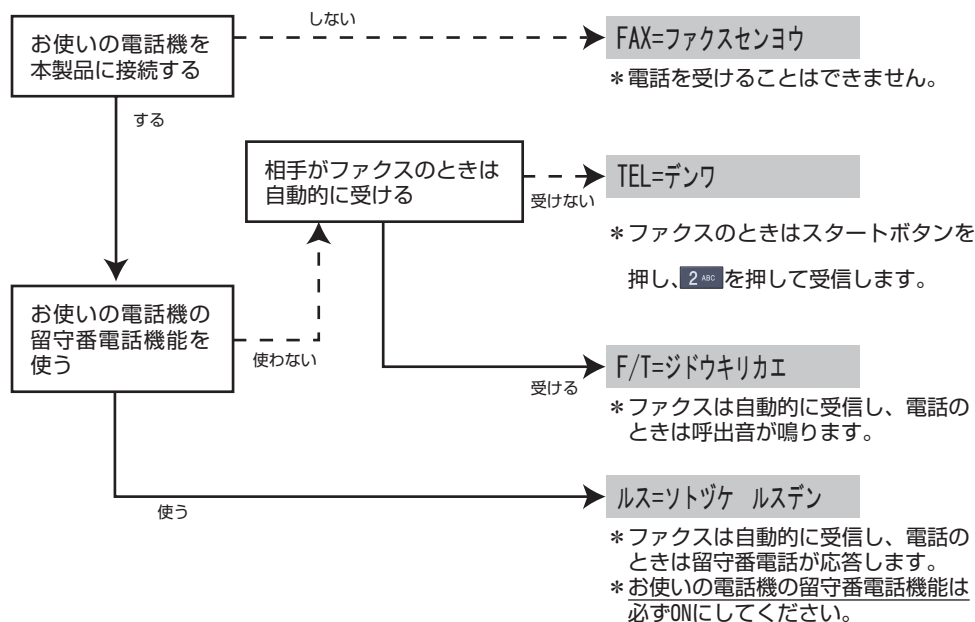 お使いの電話機を
本製品に接続する
しない
FAX=ファクスセンヨウ
＊電話を受けることはできません。
する
相手がファクスのときは
自動的に受ける
受けない
TEL=デンワ
＊ファクスのときはスタートボタンを
押し、2 ABC を押して受信します。
お使いの電話機の
留守番電話機能を
使う
使わない
受ける
F/T=ジドウキリカエ
＊ファクスは自動的に受信し、電話の
ときは呼出音が鳴ります。
使う
ルス=ソトヅケ ルスデン
＊ファクスは自動的に受信し、電話の
ときは留守番電話が応答します。
＊お使いの電話機の留守番電話機能は
必ずONにしてください。